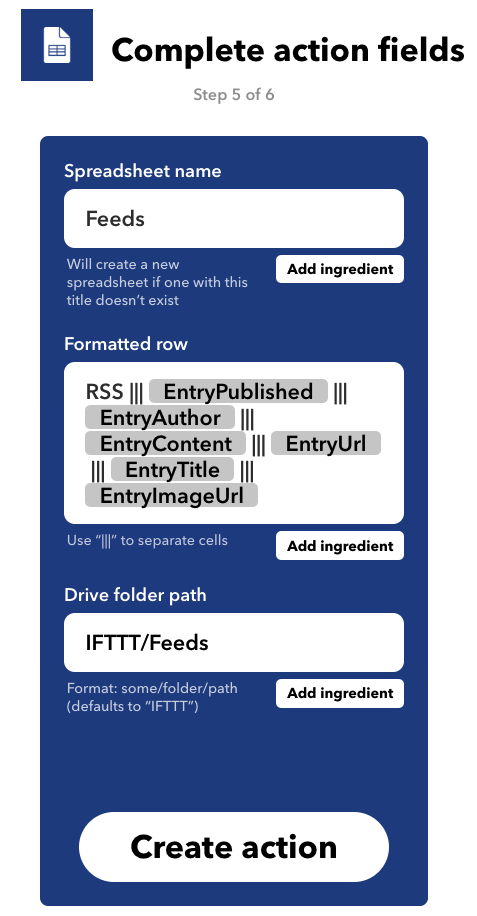 Complete action fields
Step 5 of 6
Spreadsheet name
Feeds
Will create a new
spreadsheet if one with this
title doesn’t exist
Add ingredient
Formatted row
RSS ||| EntryPublished |||
EntryAuthor |||
EntryContent ||| EntryUrl
||| EntryTitle |||
EntryImageUrl
Use “|||” to separate cells
Add ingredient
Drive folder path
IFTTT/Feeds
Format: some/folder/path
(defaults to “IFTTT”)
Add ingredient
Create action